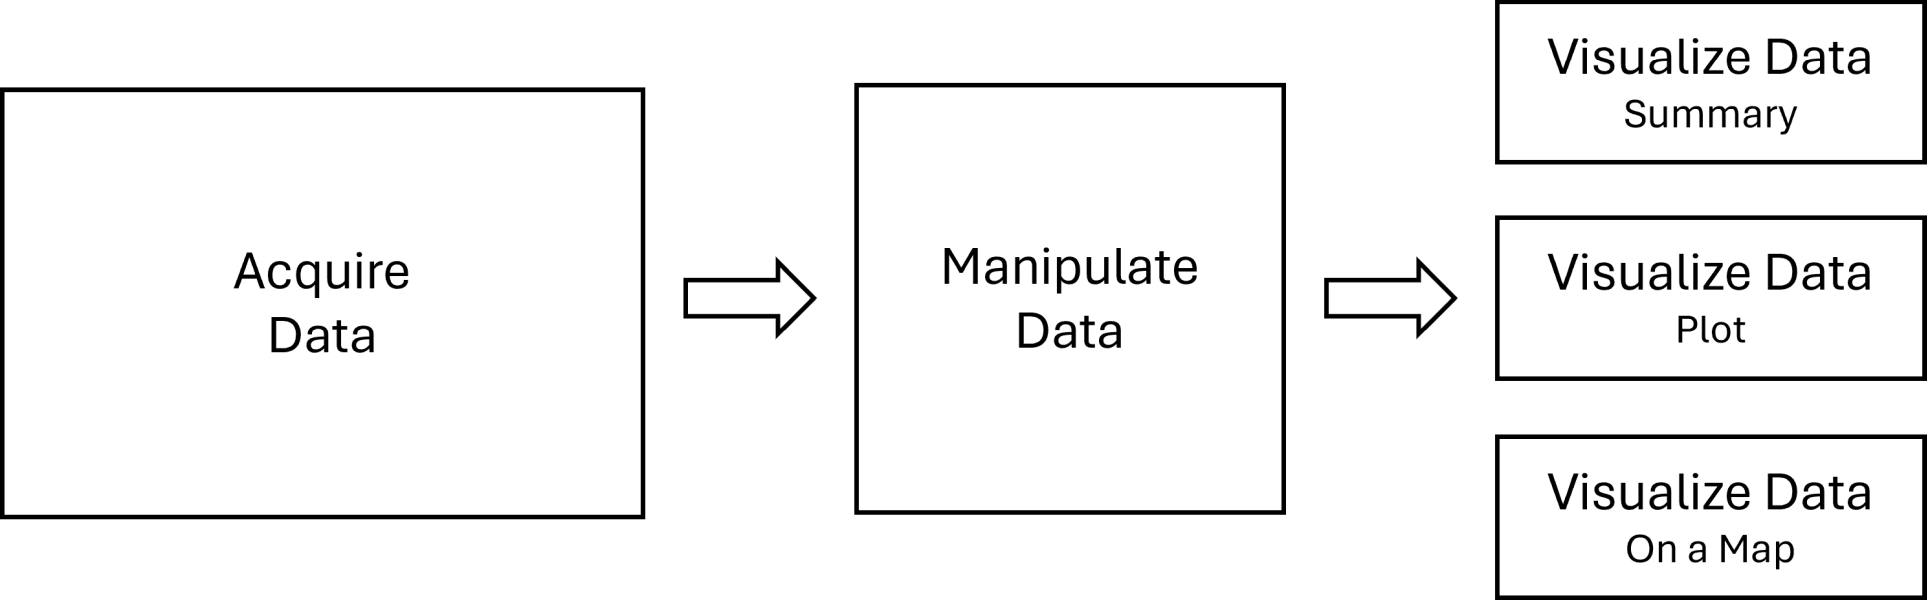 Acquire
Data
Manipulate
Data
Visualize Data
Summary
Visualize Data
Plot
Visualize Data
On a Map